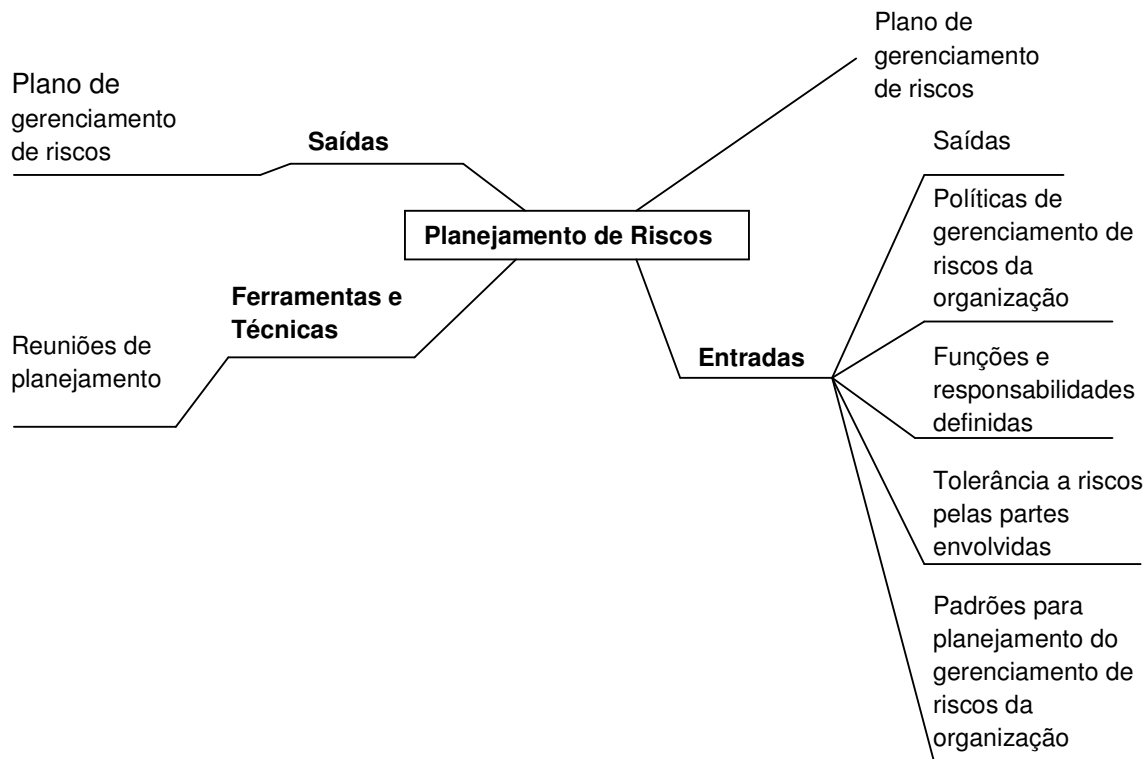 Plano de
gerenciamento
de riscos
Saídas
Planejamento de Riscos
Ferramentas e
Técnicas
Reuniões de
planejamento
Plano de
gerenciamento
de riscos
Entradas
Saídas
Políticas de
gerenciamento de
riscos da
organização
Funções e
responsabilidades
definidas
Tolerância a riscos
pelas partes
envolvidas
Padrões para
planejamento do
gerenciamento de
riscos da
organização